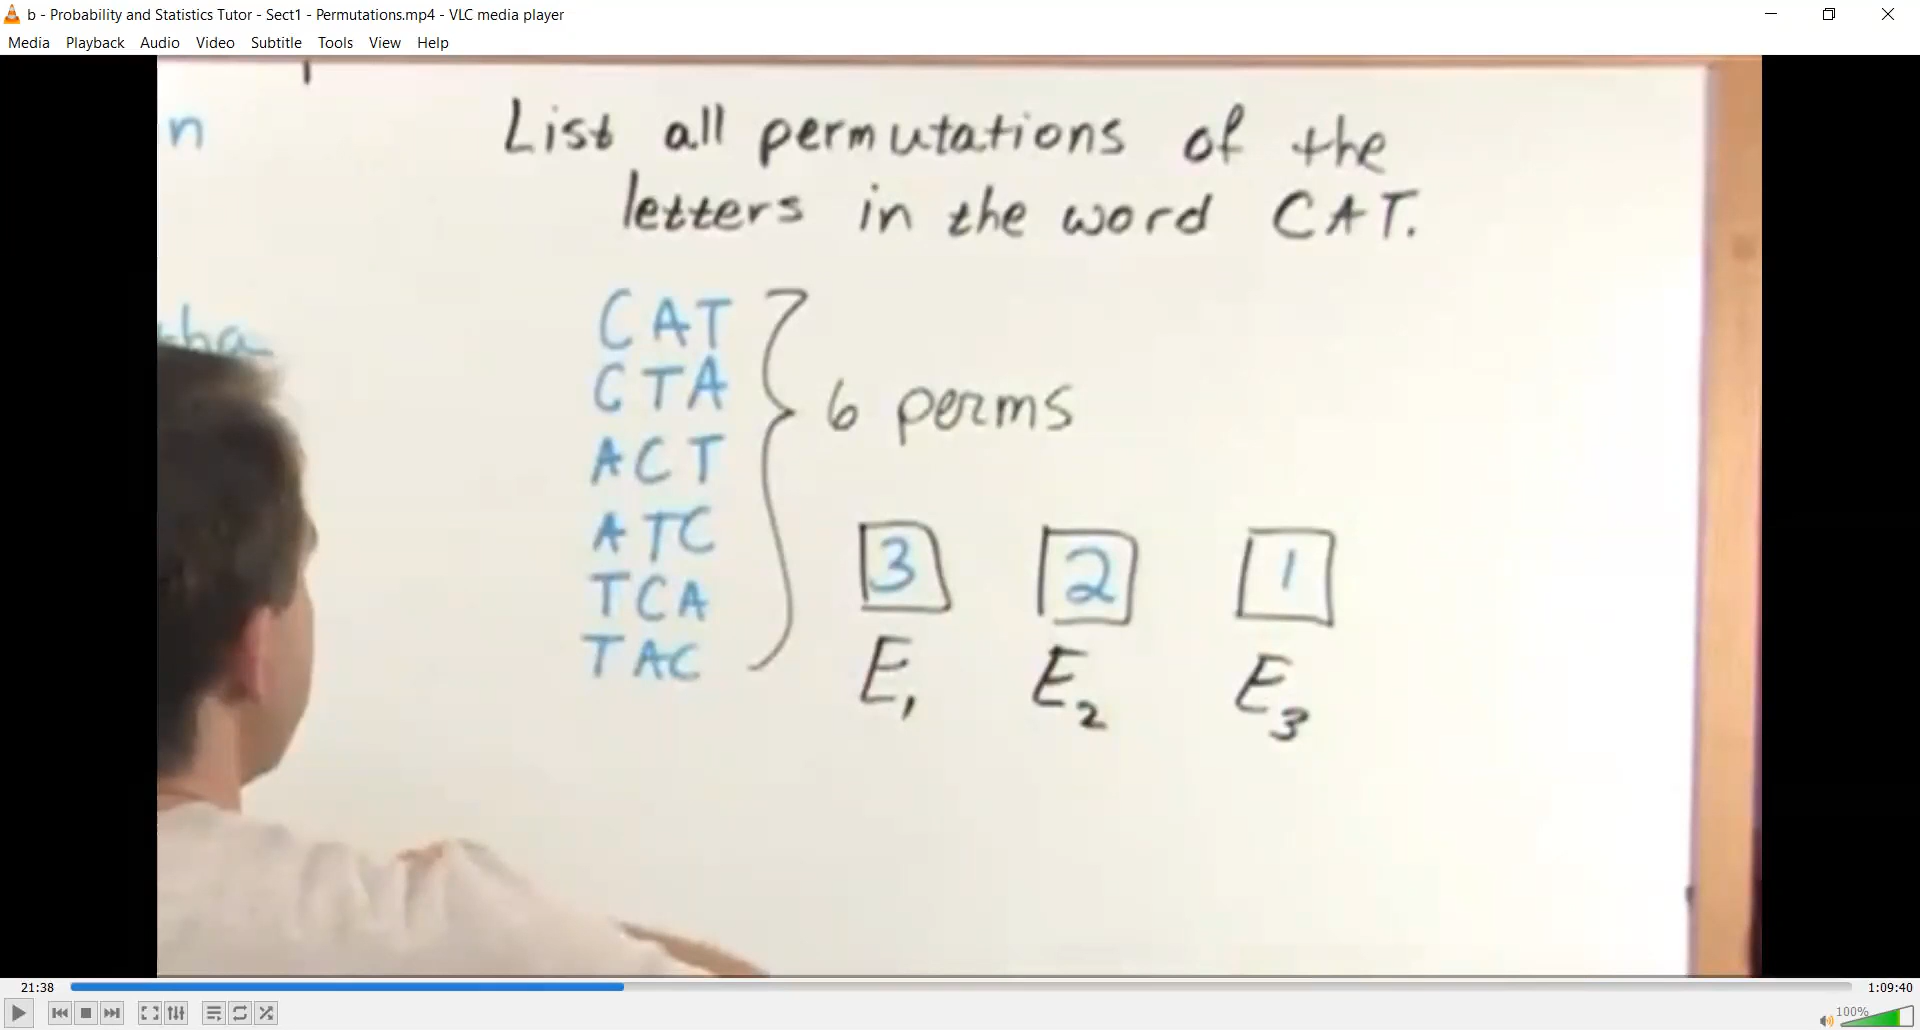 b - Probability and Statistics Tutor - Sect1 - Permutations.mp4 - VLC media player
Media Playback Audio Video Subtitle Tools View Help
n
List all permutations of the
letters in the word CAT.
CAT
CTA
ACT
ATC
TCA
TAC
6 perms
3 2 1
E₁ E₂ E₃
21:38
1:09:40
100%